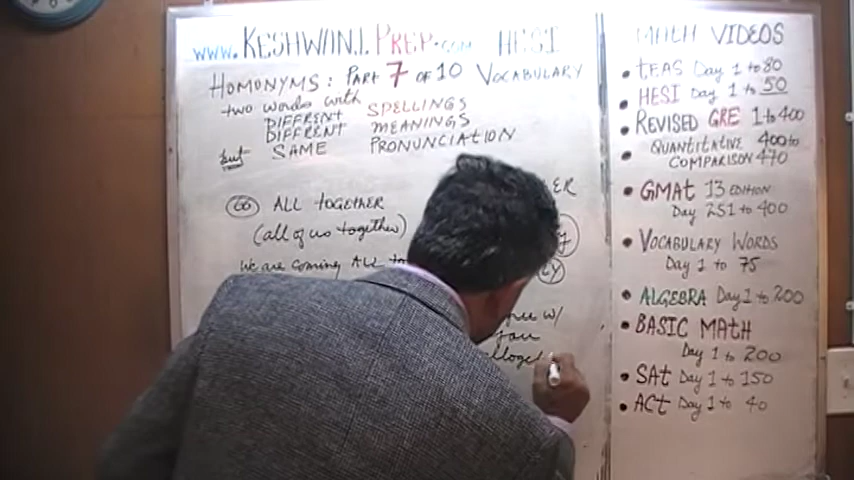 www.KESHWANI.PREP.com HESI
HOMONYMS: PART 7 OF 10 VOCABULARY
two words with DIFFRENT SPELLINGS
DIFFRENT MEANINGS
but SAME PRONUNCIATION
66 ALL togETHER
(all of us together)
We are coming ALL
w/
you
MATH VIDEOS
• t.E.A.S Day 1 to 80
• HESI Day 1 to 50
• REVISED GRE 1 to 400
• QUANTITATIVE 400 to
COMPARISON 470
• GMAt 13 EDITION
Day 251 to 400
• VOCABULARY WORDS
Day 1 to 75
• ALGEBRA Day 1 to 200
• BASIC MATH
Day 1 to 200
• SAt Day 1 to 150
• ACt Day 1 to 40